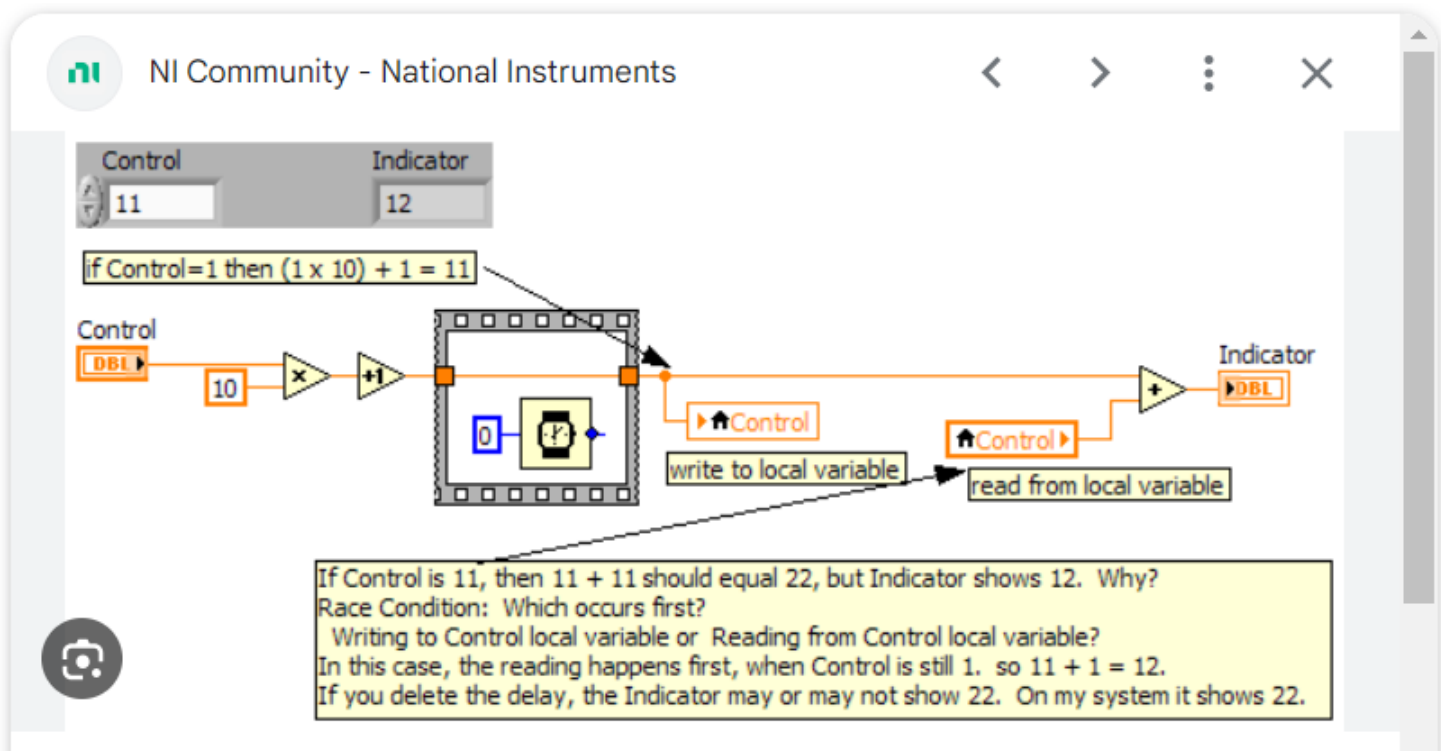 NI Community - National Instruments
Control
Indicator
11
12
if Control=1 then (1 x 10) + 1 = 11
Control
DBL
10
x
+1
0
Control
write to local variable
Control
read from local variable
+
Indicator
DBL
If Control is 11, then 11 + 11 should equal 22, but Indicator shows 12.  Why?
Race Condition:  Which occurs first?
Writing to Control local variable or  Reading from Control local variable?
In this case, the reading happens first, when Control is still 1.  so 11 + 1 = 12.
If you delete the delay, the Indicator may or may not show 22.  On my system it shows 22.